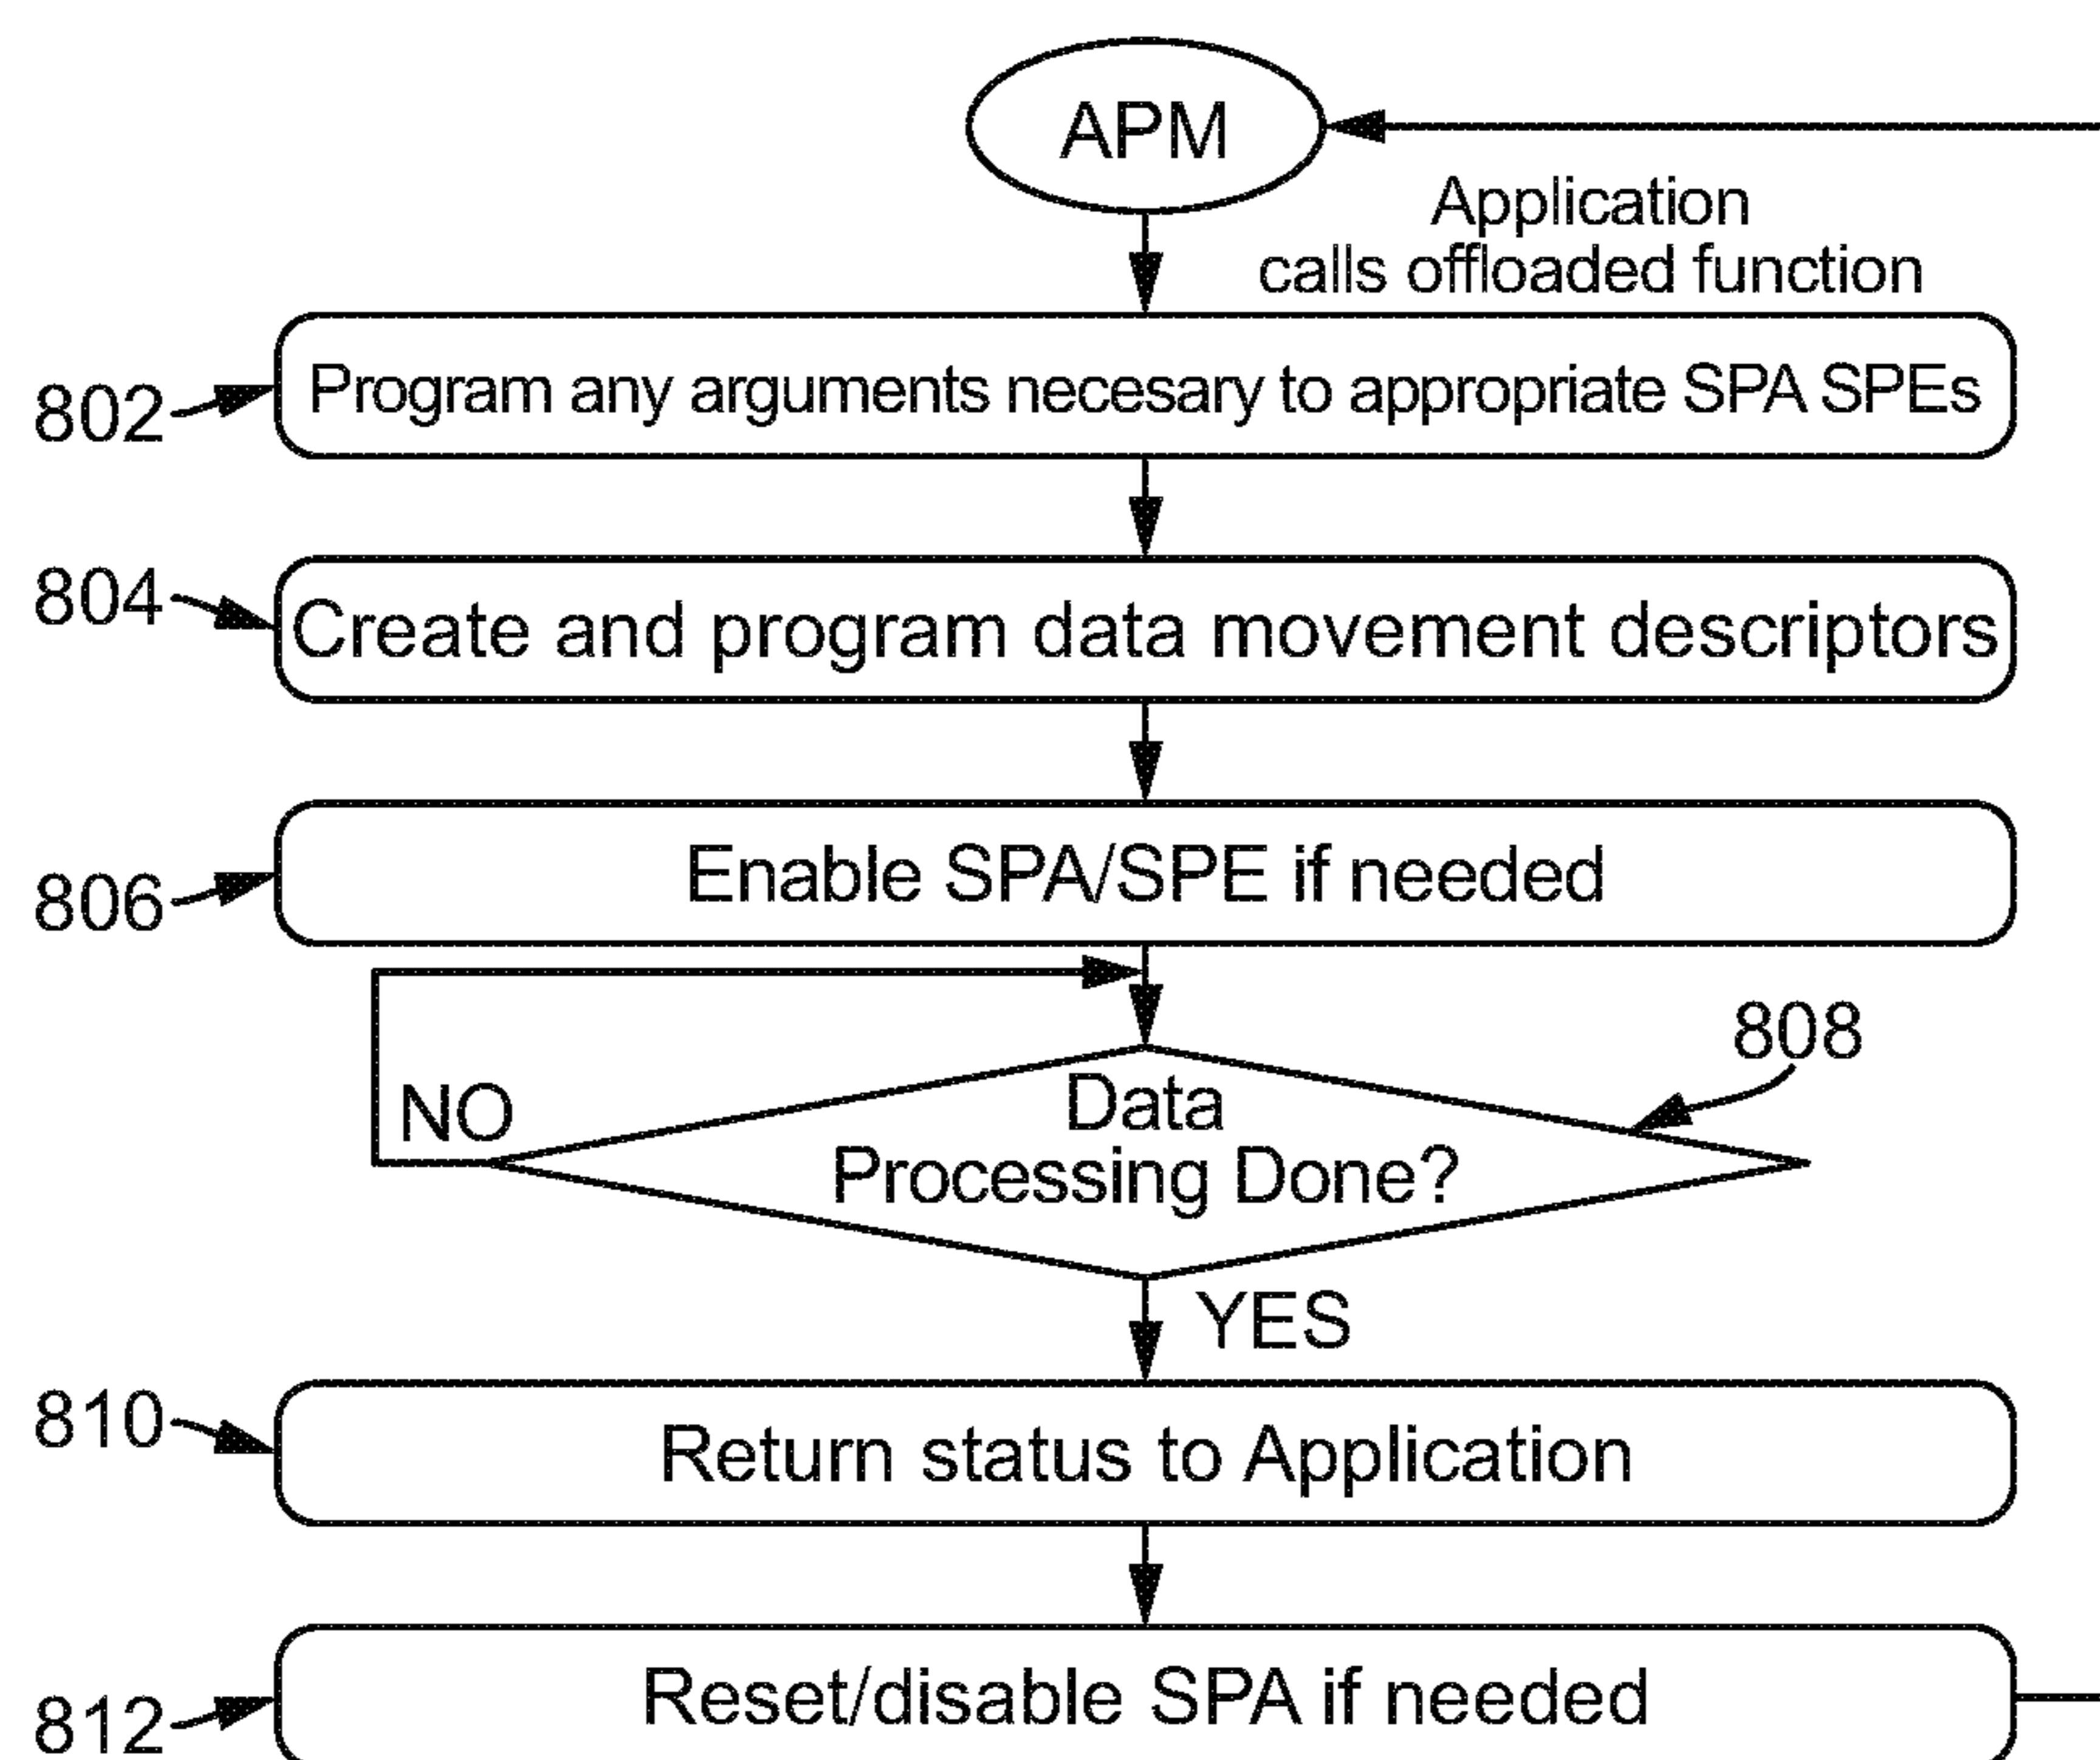 APM
Application
calls offloaded function
802
Program any arguments necesary to appropriate SPA SPEs
804
Create and program data movement descriptors
806
Enable SPA/SPE if needed
808
NO
Data
Processing Done?
YES
810
Return status to Application
812
Reset/disable SPA if needed